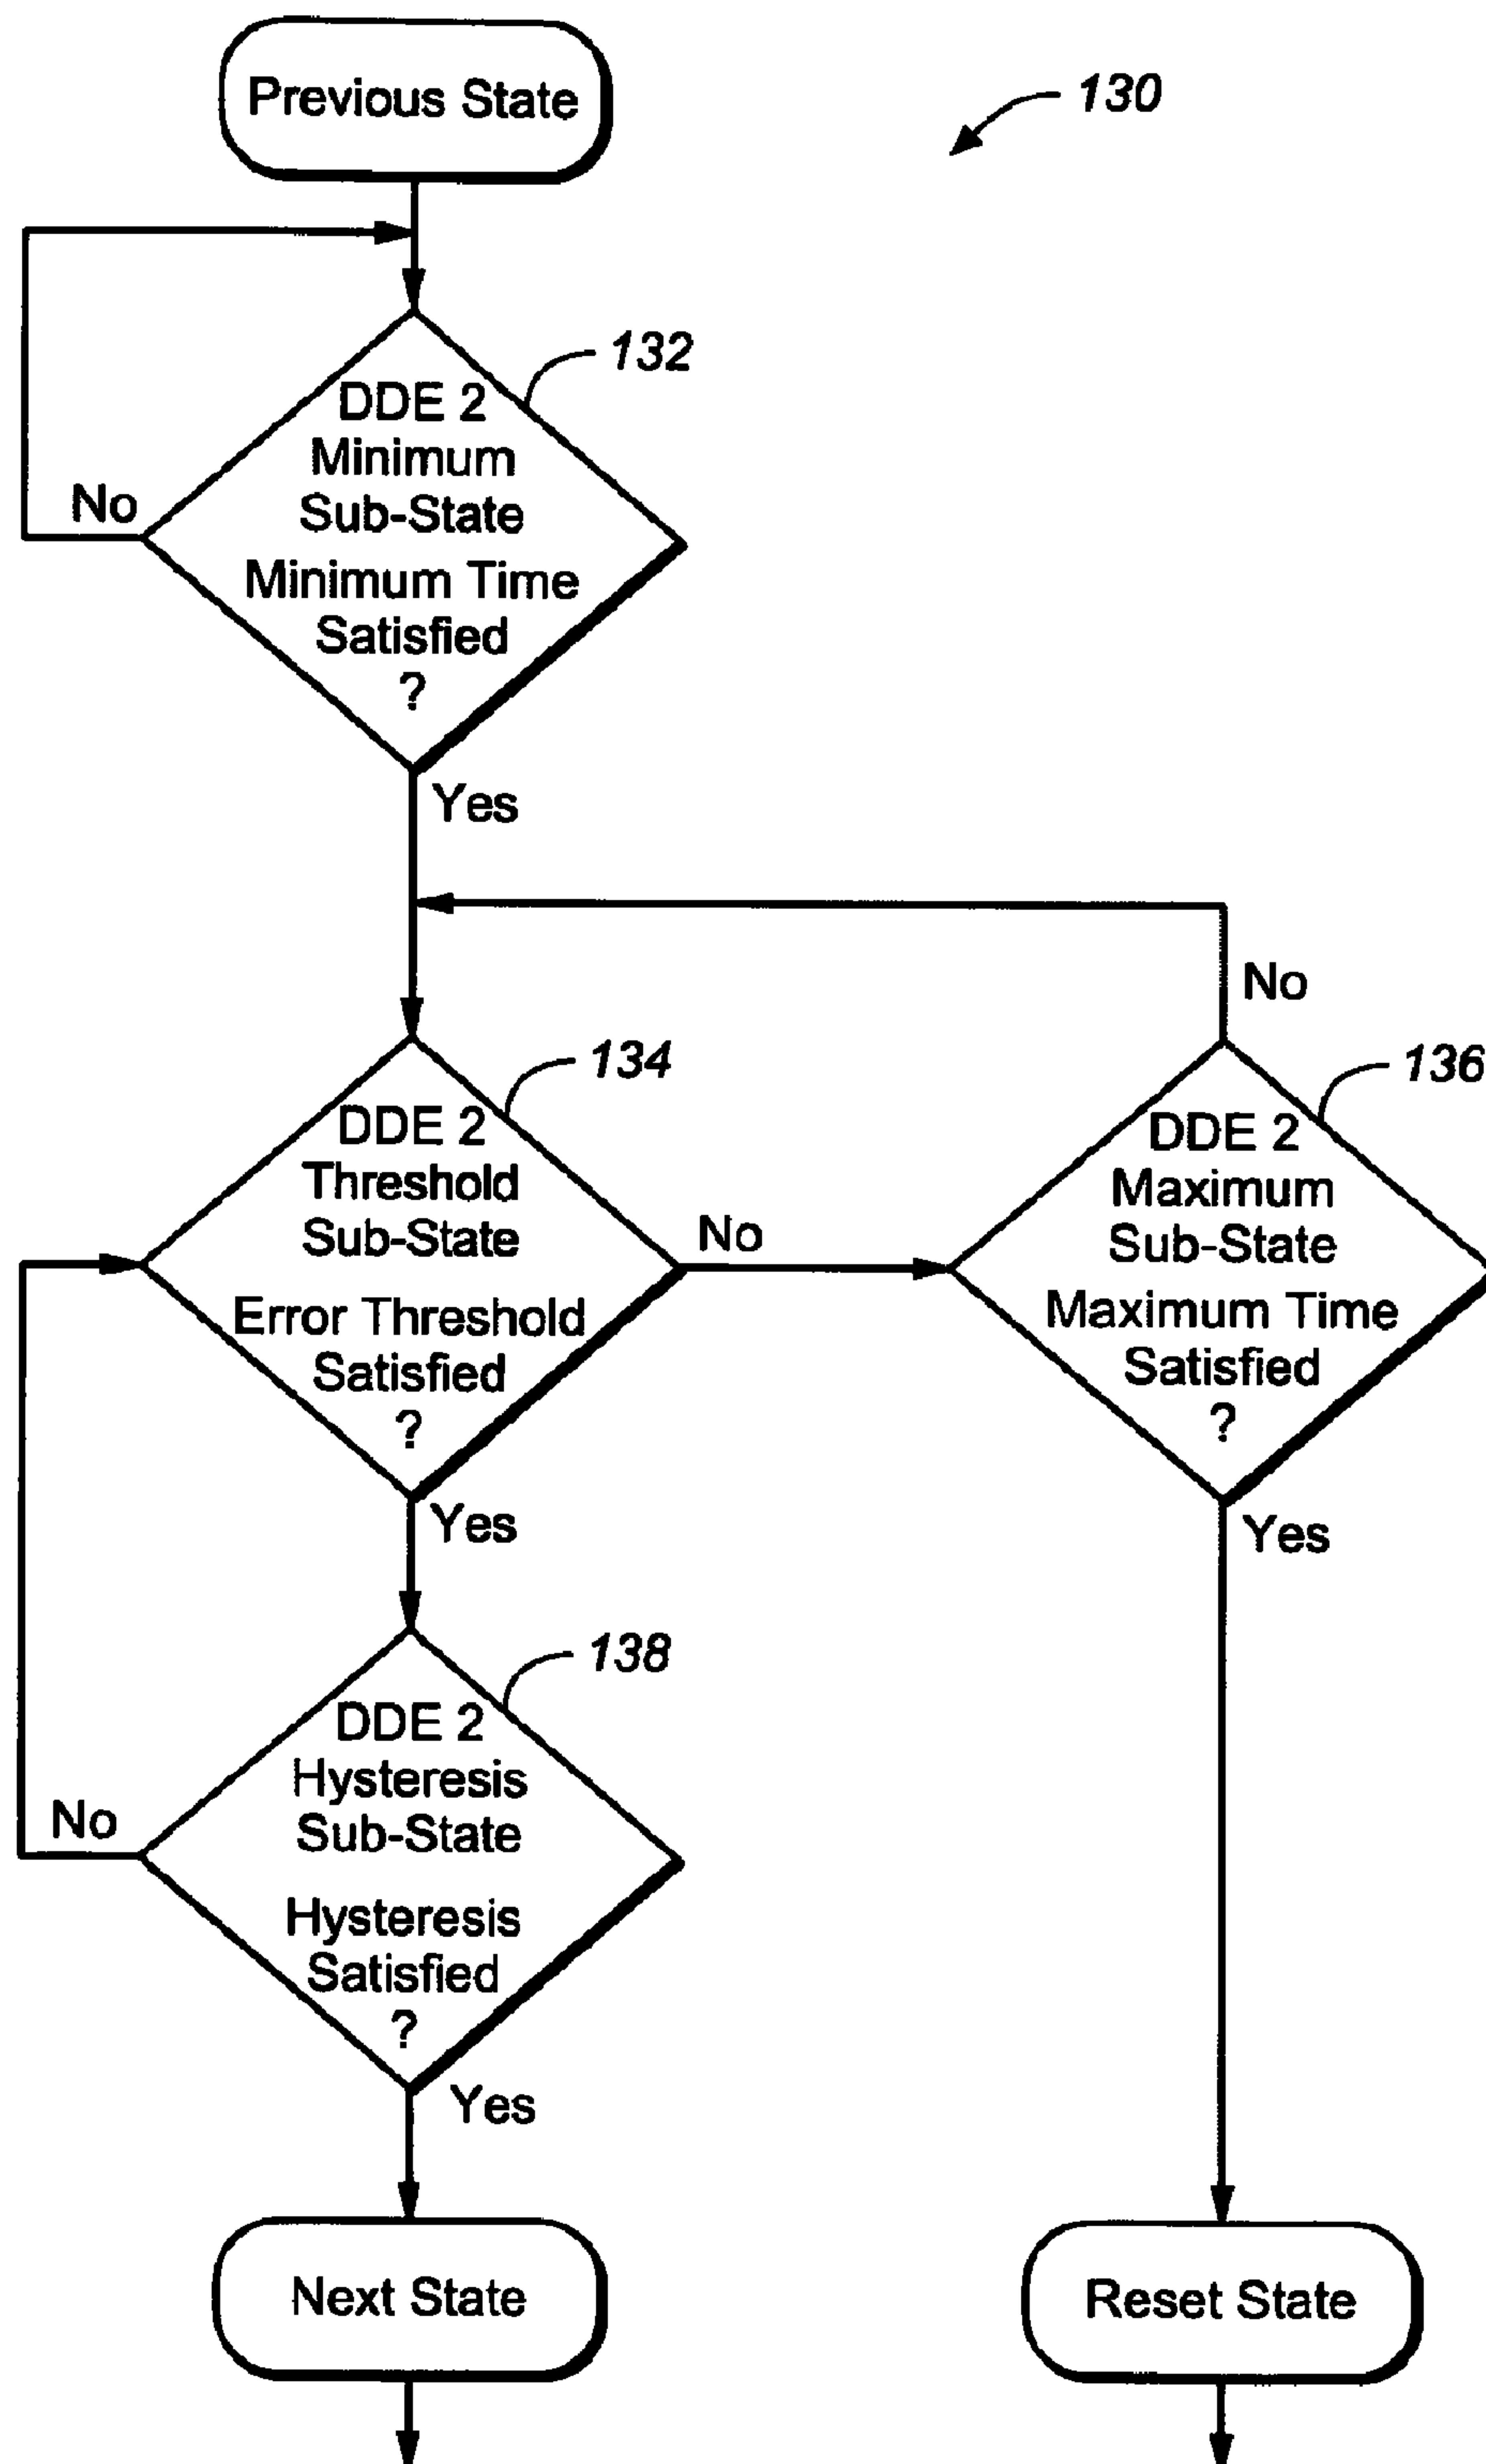 Previous State
130
132
DDE 2
Minimum
Sub-State
Minimum Time
Satisfied
?
No
Yes
No
134
DDE 2
Threshold
Sub-State
Error Threshold
Satisfied
?
No
136
DDE 2
Maximum
Sub-State
Maximum Time
Satisfied
?
Yes
Yes
138
DDE 2
Hysteresis
Sub-State
Hysteresis
Satisfied
?
No
Yes
Next State
Reset State